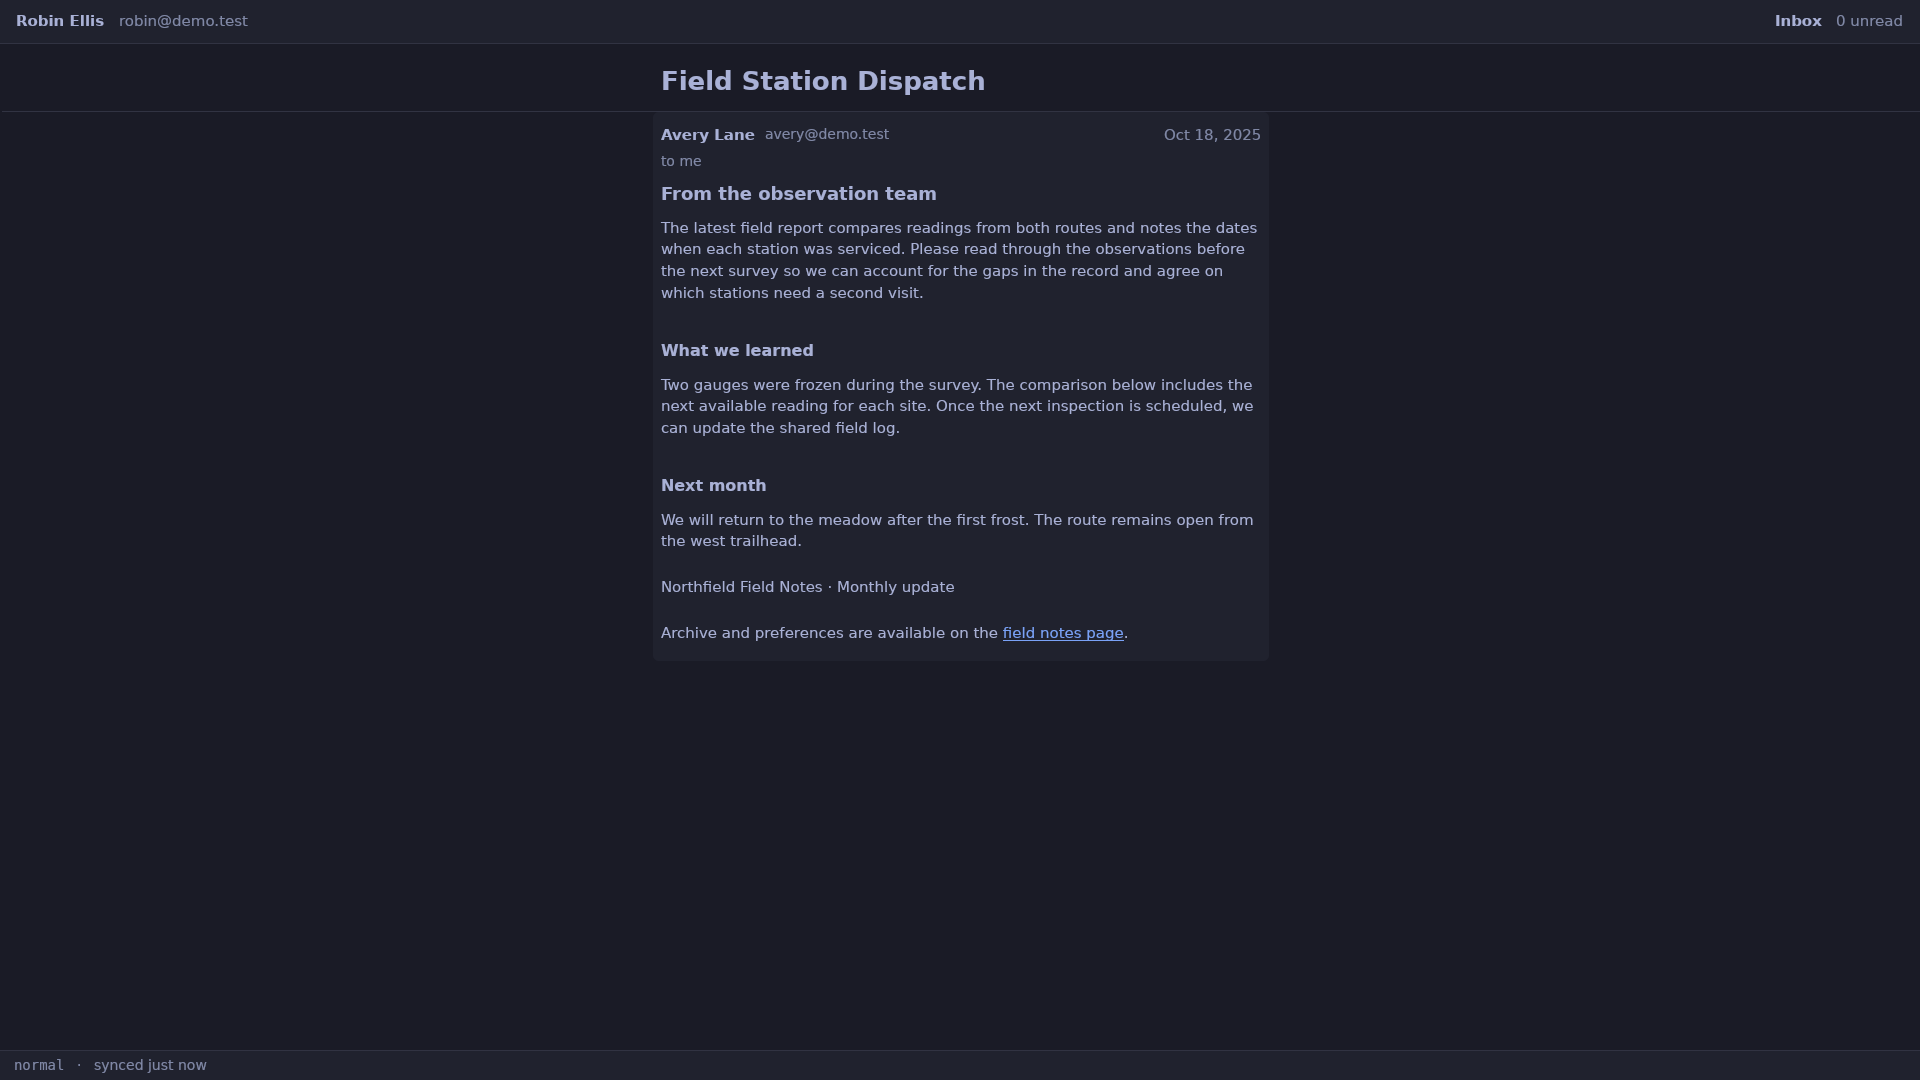 Robin Ellis robin@demo.test
Inbox 0 unread
Field Station Dispatch
Avery Lane avery@demo.test
Oct 18, 2025
to me
From the observation team
The latest field report compares readings from both routes and notes the dates
when each station was serviced. Please read through the observations before
the next survey so we can account for the gaps in the record and agree on
which stations need a second visit.
What we learned
Two gauges were frozen during the survey. The comparison below includes the
next available reading for each site. Once the next inspection is scheduled, we
can update the shared field log.
Next month
We will return to the meadow after the first frost. The route remains open from
the west trailhead.
Northfield Field Notes · Monthly update
Archive and preferences are available on the field notes page.
normal · synced just now